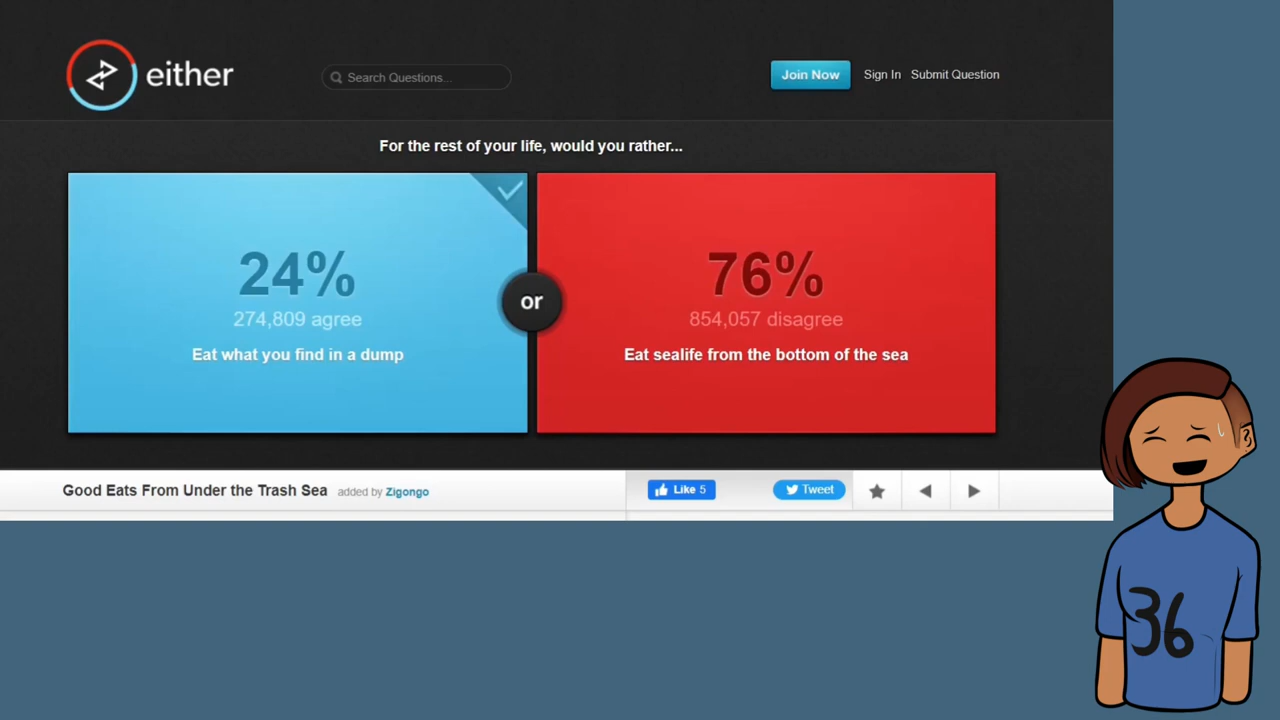 either
Search Questions...
Join Now
Sign In
Submit Question
For the rest of your life, would you rather...
24%
274,809 agree
Eat what you find in a dump
or
76%
854,057 disagree
Eat sealife from the bottom of the sea
Good Eats From Under the Trash Sea added by Zigongo
Like 5
Tweet
36